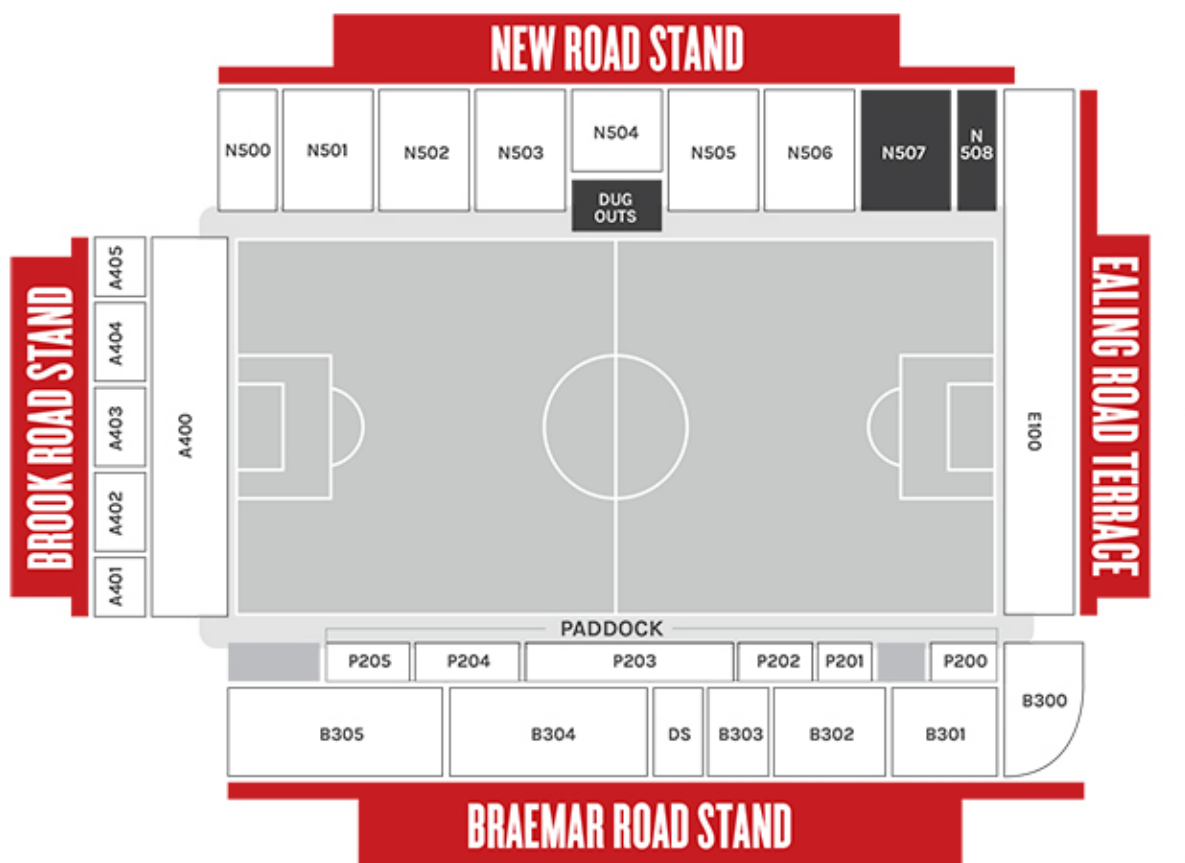 NEW ROAD STAND
N500
N501
N502
N503
N504
N505
N506
N507
N
508
DUG
OUTS
BROOK ROAD STAND
A405
A404
A403
A402
A401
A400
E100
EALING ROAD TERRACE
PADDOCK
P205
P204
P203
P202
P201
P200
B305
B304
DS
B303
B302
B301
B300
BRAEMAR ROAD STAND